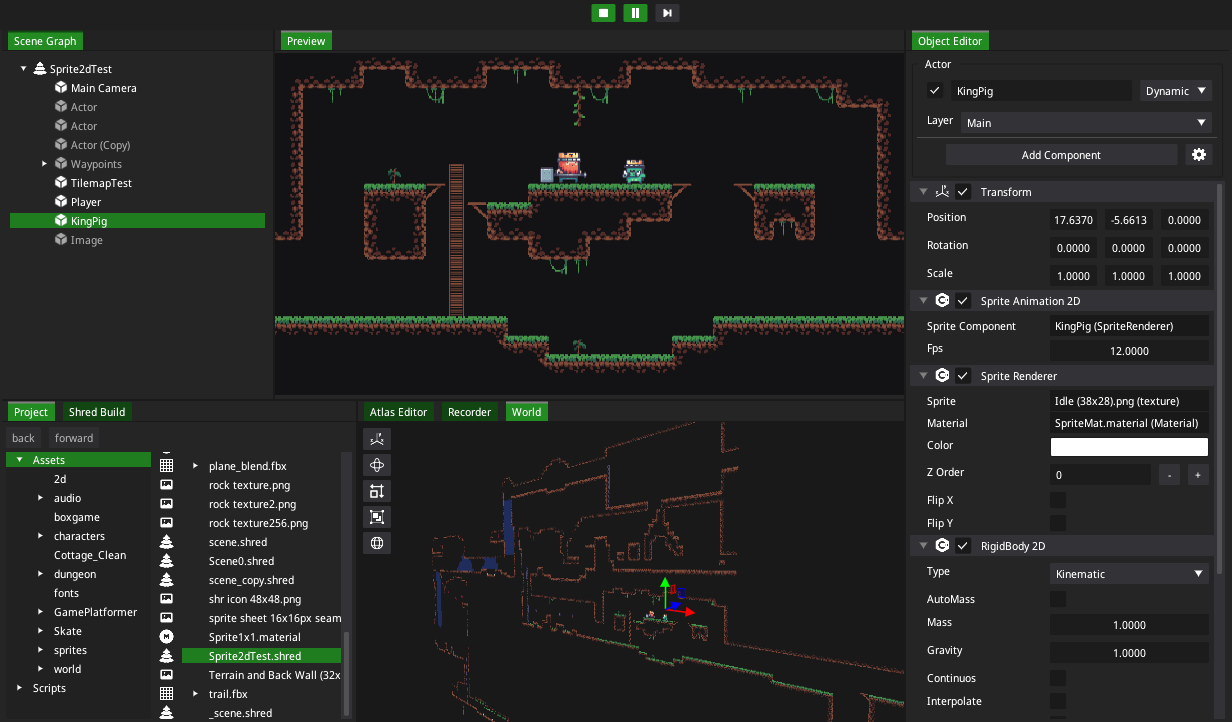 Scene Graph
Sprite2dTest
Main Camera
Actor
Actor
Actor (Copy)
Waypoints
TilemapTest
Player
KingPig
Image
Preview
Project Shred Build
back forward
Assets
2d
audio
boxgame
characters
Cottage_Clean
dungeon
fonts
GamePlatformer
Skate
sprites
world
Scripts
plane_blend.fbx
rock texture.png
rock texture2.png
rock texture256.png
scene.shred
Scene0.shred
scene_copy.shred
shr icon 48x48.png
sprite sheet 16x16px seam
Sprite1x1.material
Sprite2dTest.shred
Terrain and Back Wall (32x
trail.fbx
_scene.shred
Atlas Editor Recorder World
Object Editor
Actor
KingPig Dynamic
Layer Main
Add Component
Transform
Position 17.6370 -5.6613 0.0000
Rotation 0.0000 0.0000 0.0000
Scale 1.0000 1.0000 1.0000
Sprite Animation 2D
Sprite Component KingPig (SpriteRenderer)
Fps 12.0000
Sprite Renderer
Sprite Idle (38x28).png (texture)
Material SpriteMat.material (Material)
Color
Z Order 0 - +
Flip X
Flip Y
RigidBody 2D
Type Kinematic
AutoMass
Mass 1.0000
Gravity 1.0000
Continuos
Interpolate